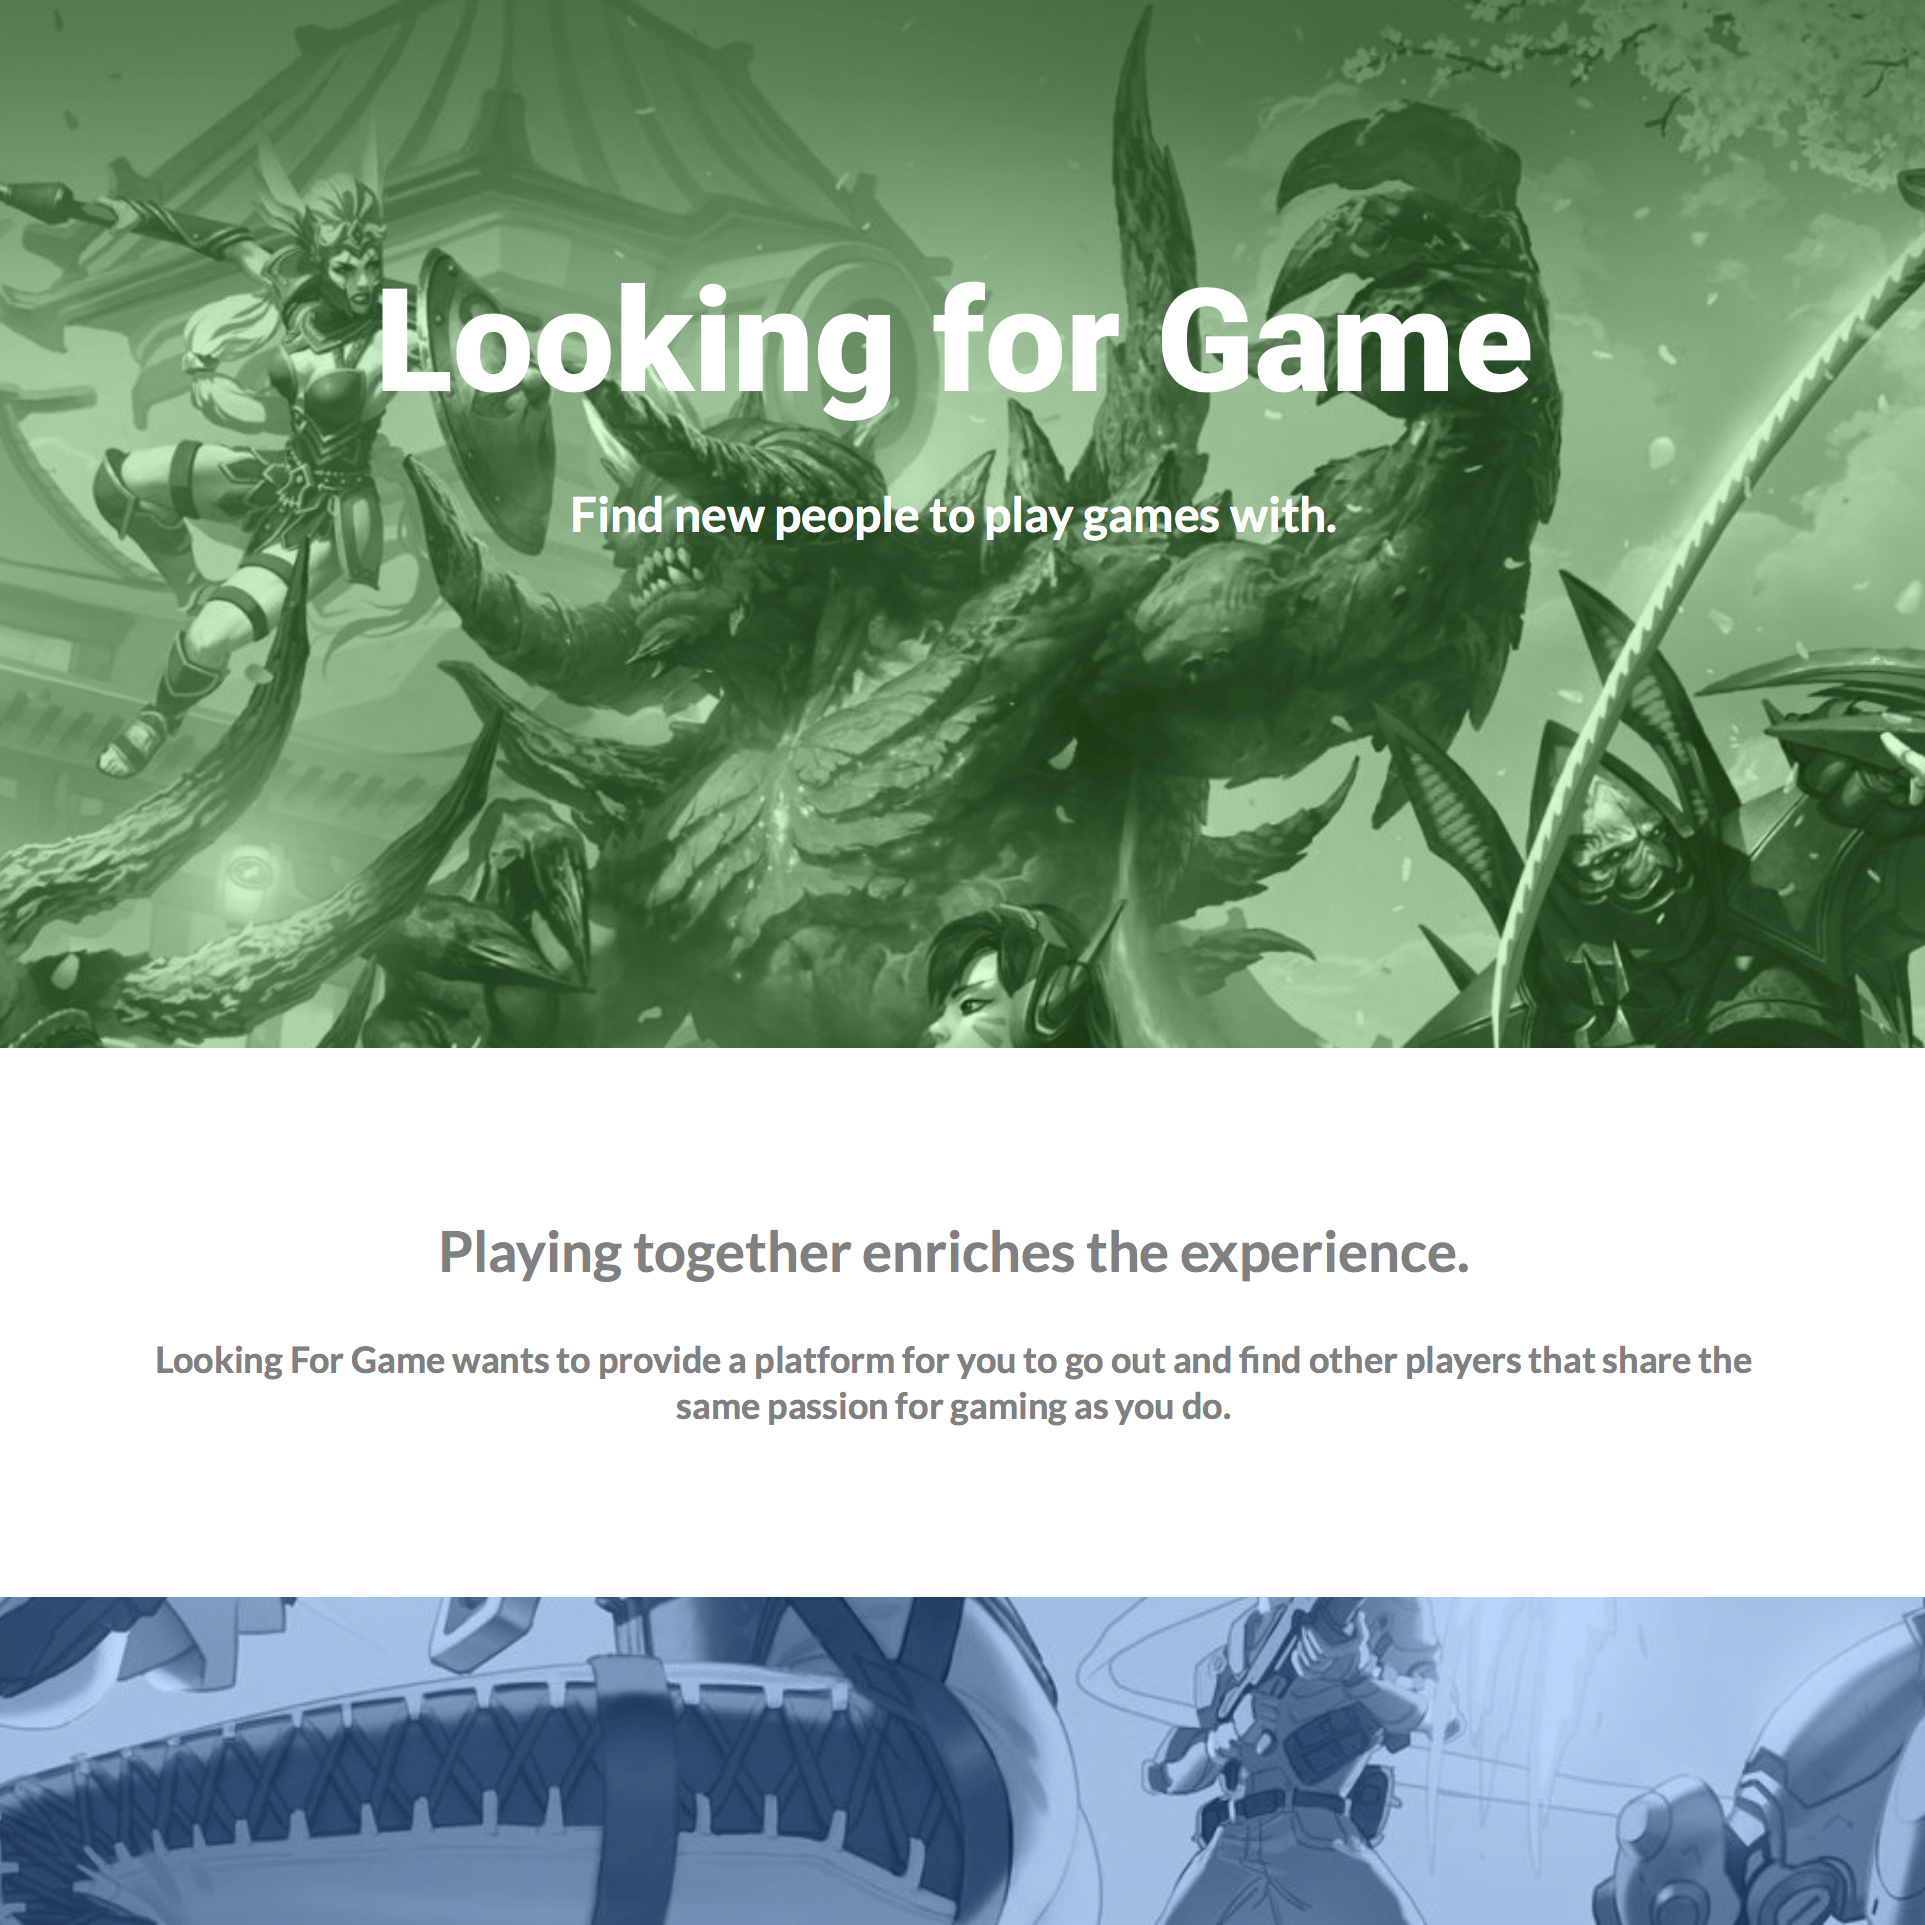 Looking for Game
Find new people to play games with.
Playing together enriches the experience.
Looking For Game wants to provide a platform for you to go out and find other players that share the
same passion for gaming as you do.